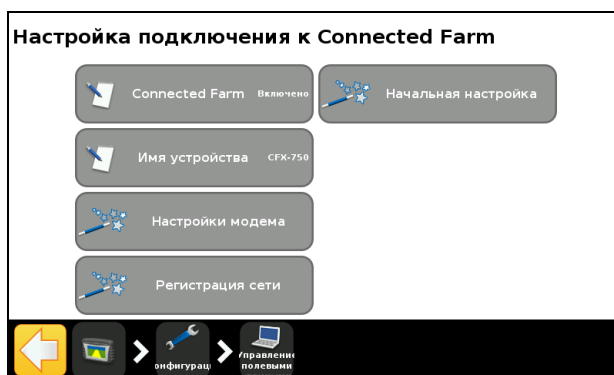 Настройка подключения к Connected Farm
Connected Farm Включено
Начальная настройка
Имя устройства CFX-750
Настройки модема
Регистрация сети
онфигурац
Управление
полевыми